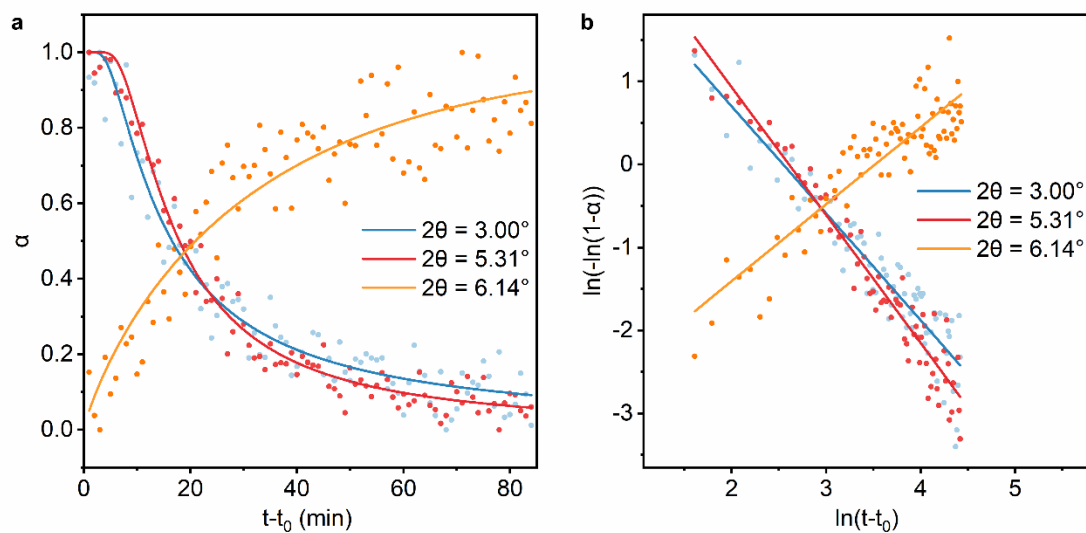 a
α
1.0
0.8
0.6
0.4
0.2
0.0
0
20
40
60
80
t-t₀ (min)
2θ = 3.00°
2θ = 5.31°
2θ = 6.14°
b
ln(-ln(1-α))
1
0
-1
-2
-3
2
3
4
5
ln(t-t₀)
2θ = 3.00°
2θ = 5.31°
2θ = 6.14°